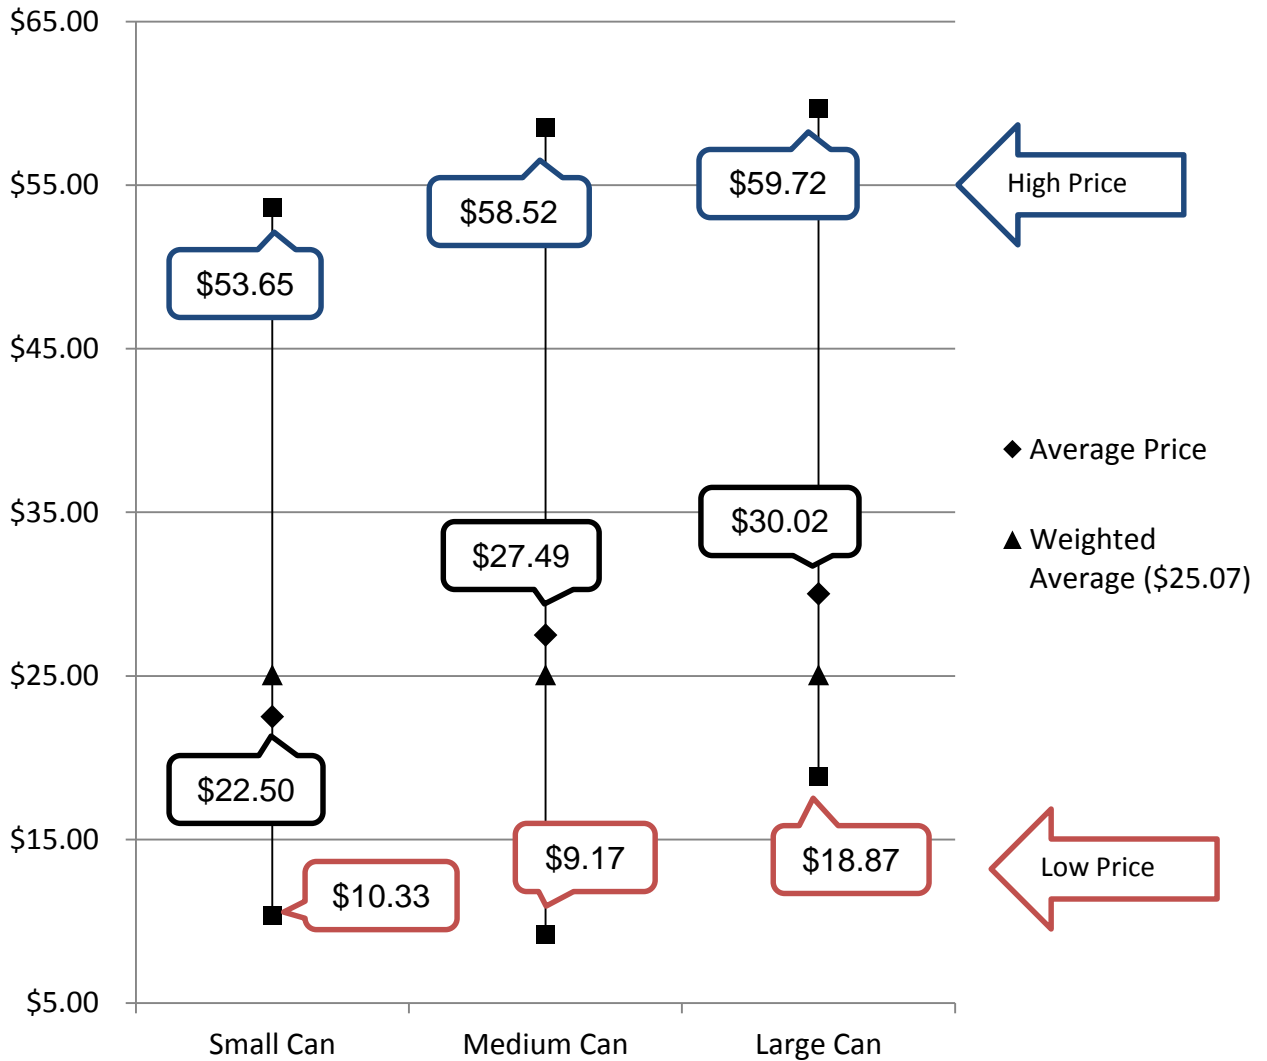 $65.00
$59.72
High Price
$55.00
$58.52
$53.65
$45.00
Average Price
$35.00
$30.02
$27.49
Weighted
Average ($25.07)
$25.00
$22.50
$15.00
$9.17
$18.87
Low Price
$10.33
$5.00
Small Can
Medium Can
Large Can